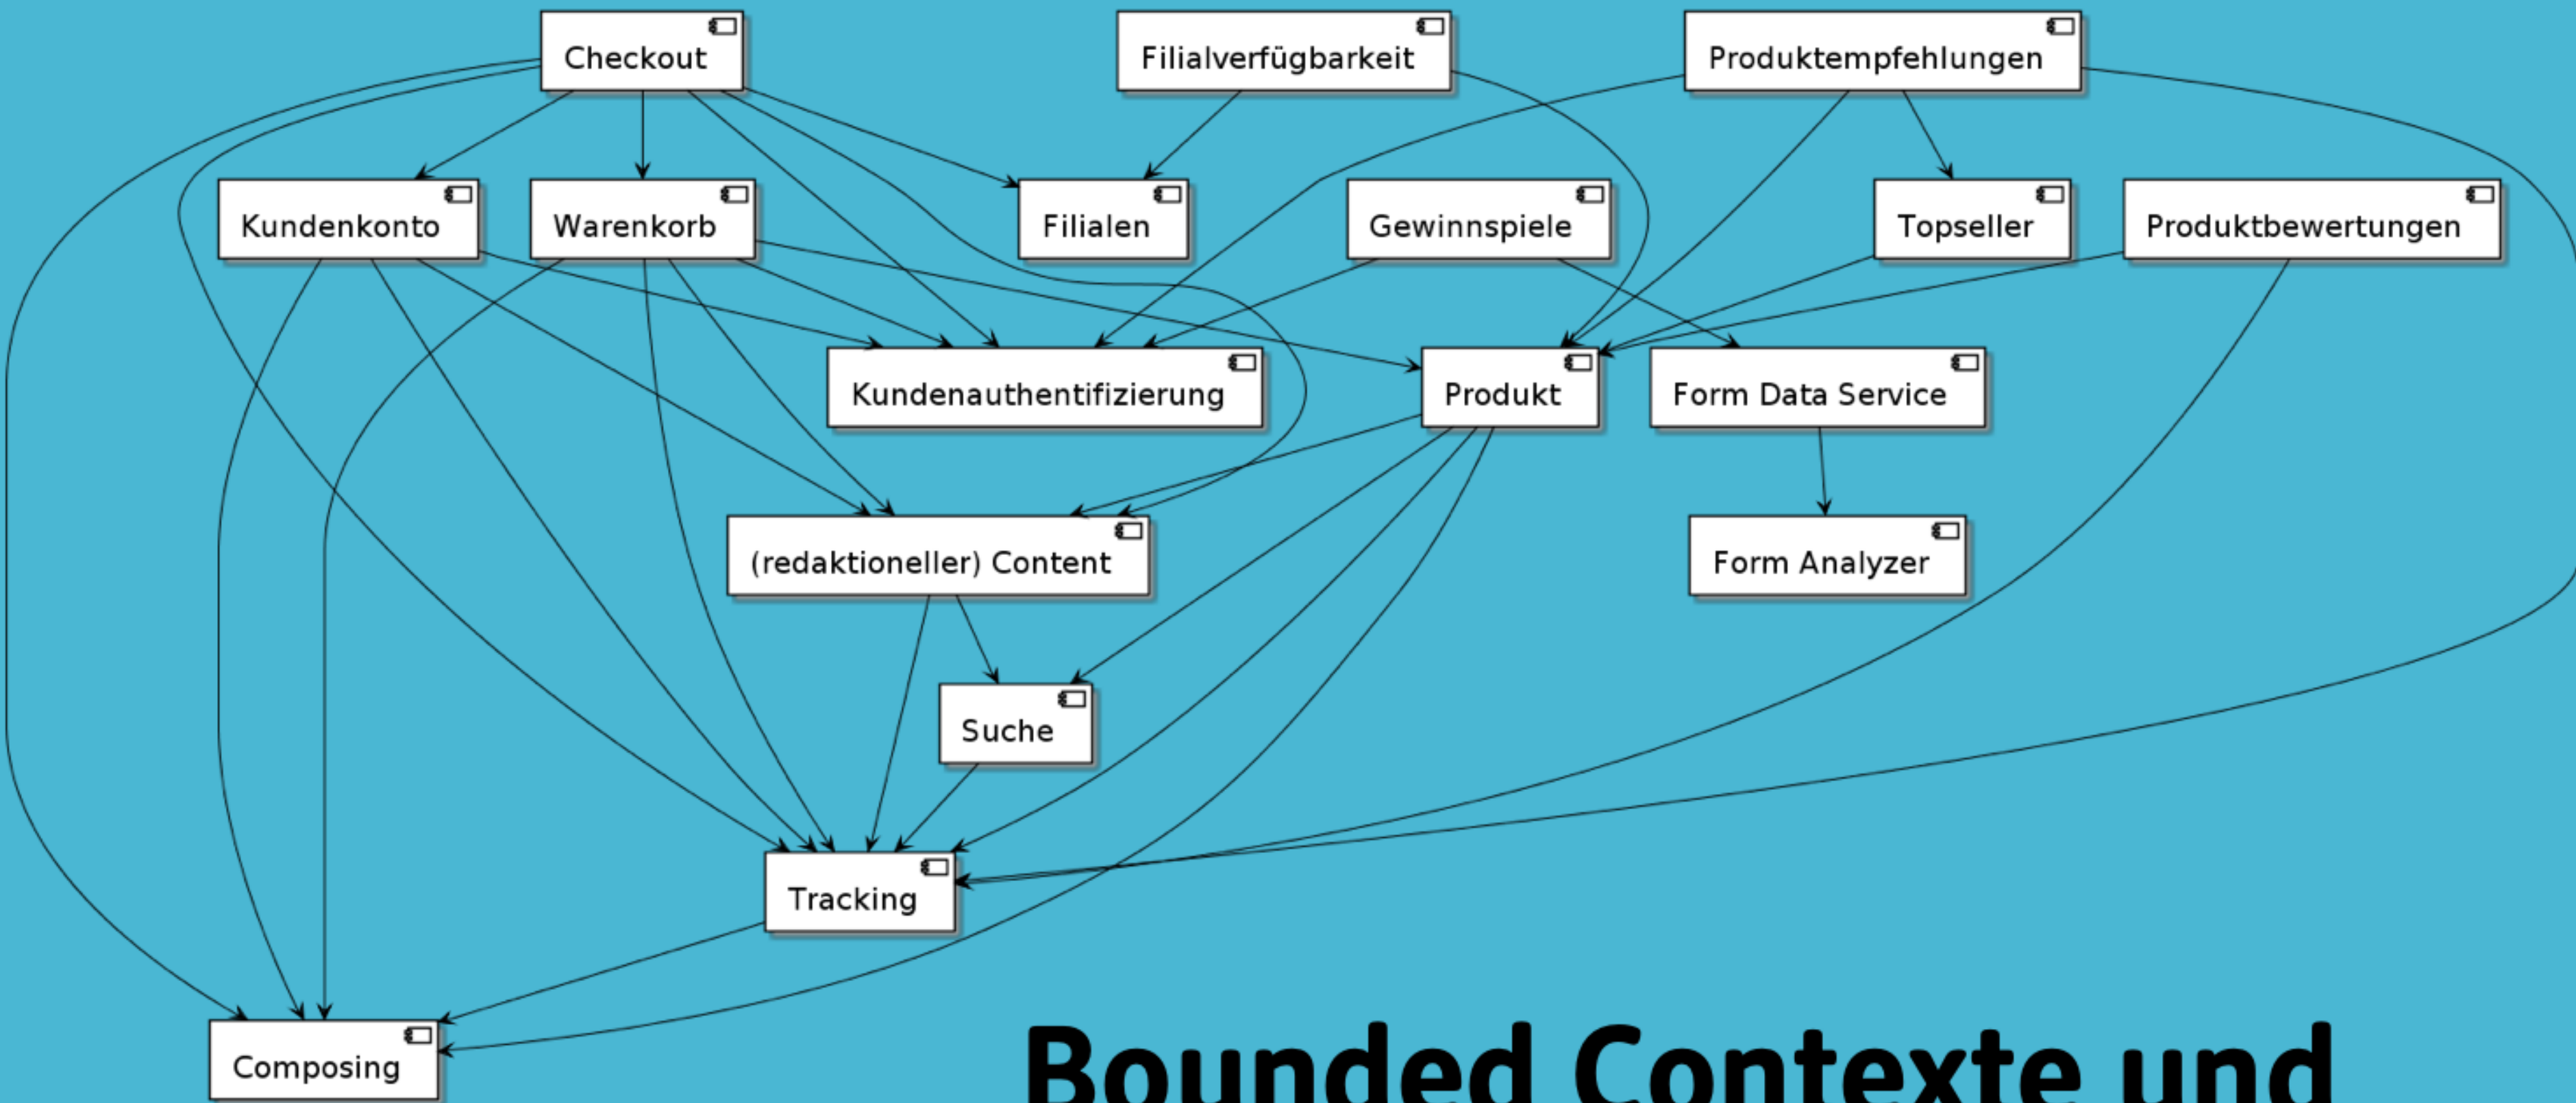 Checkout
Filialverfügbarkeit
Produktempfehlungen
Kundenkonto
Warenkorb
Filialen
Gewinnspiele
Topseller
Produktbewertungen
Kundenauthentifizierung
Produkt
Form Data Service
(redaktioneller) Content
Form Analyzer
Suche
Tracking
Composing
Bounded Contexte und